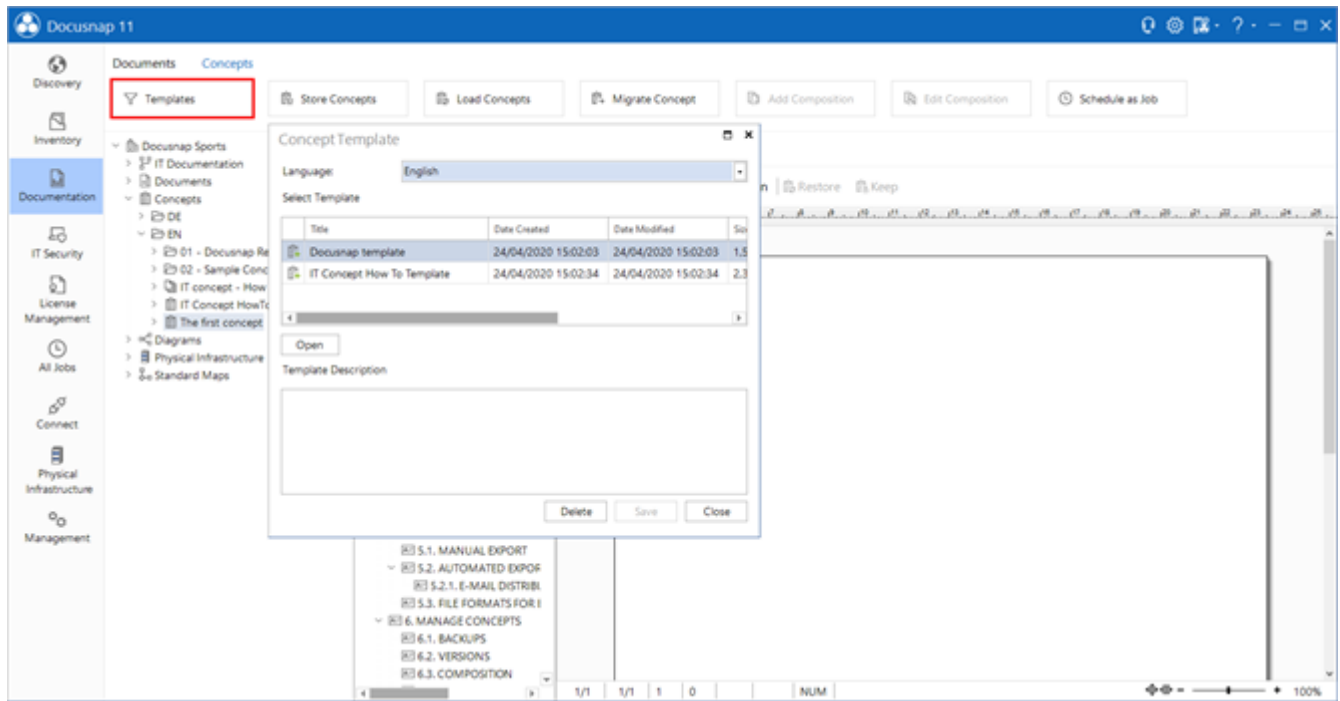 Docusnap 11
Discovery
Inventory
Documentation
IT Security
License
Management
All Jobs
Connect
Physical
Infrastructure
Management
Documents Concepts
Templates Store Concepts Load Concepts Migrate Concept Add Composition Edit Composition Schedule as Job
Docusnap Sports
IT Documentation
Documents
Concepts
DE
EN
01 - Docusnap Re
02 - Sample Conc
IT concept - How
IT Concept HowTo
The first concept
Diagrams
Physical Infrastructure
Standard Maps
Concept Template
Language: English
Select Template
Title Date Created Date Modified
Docusnap template 24/04/2020 15:02:03 24/04/2020 15:02:03 1.5
IT Concept How To Template 24/04/2020 15:02:34 24/04/2020 15:02:34 2.3
Open
Template Description
Delete Save Close
n Restore Keep
5.1. MANUAL EXPORT
5.2. AUTOMATED EXPOR
5.2.1. E-MAIL DISTRIBI
5.3. FILE FORMATS FOR I
6. MANAGE CONCEPTS
6.1. BACKUPS
6.2. VERSIONS
6.3. COMPOSITION
1/1 1/1 1 0 NUM 100%